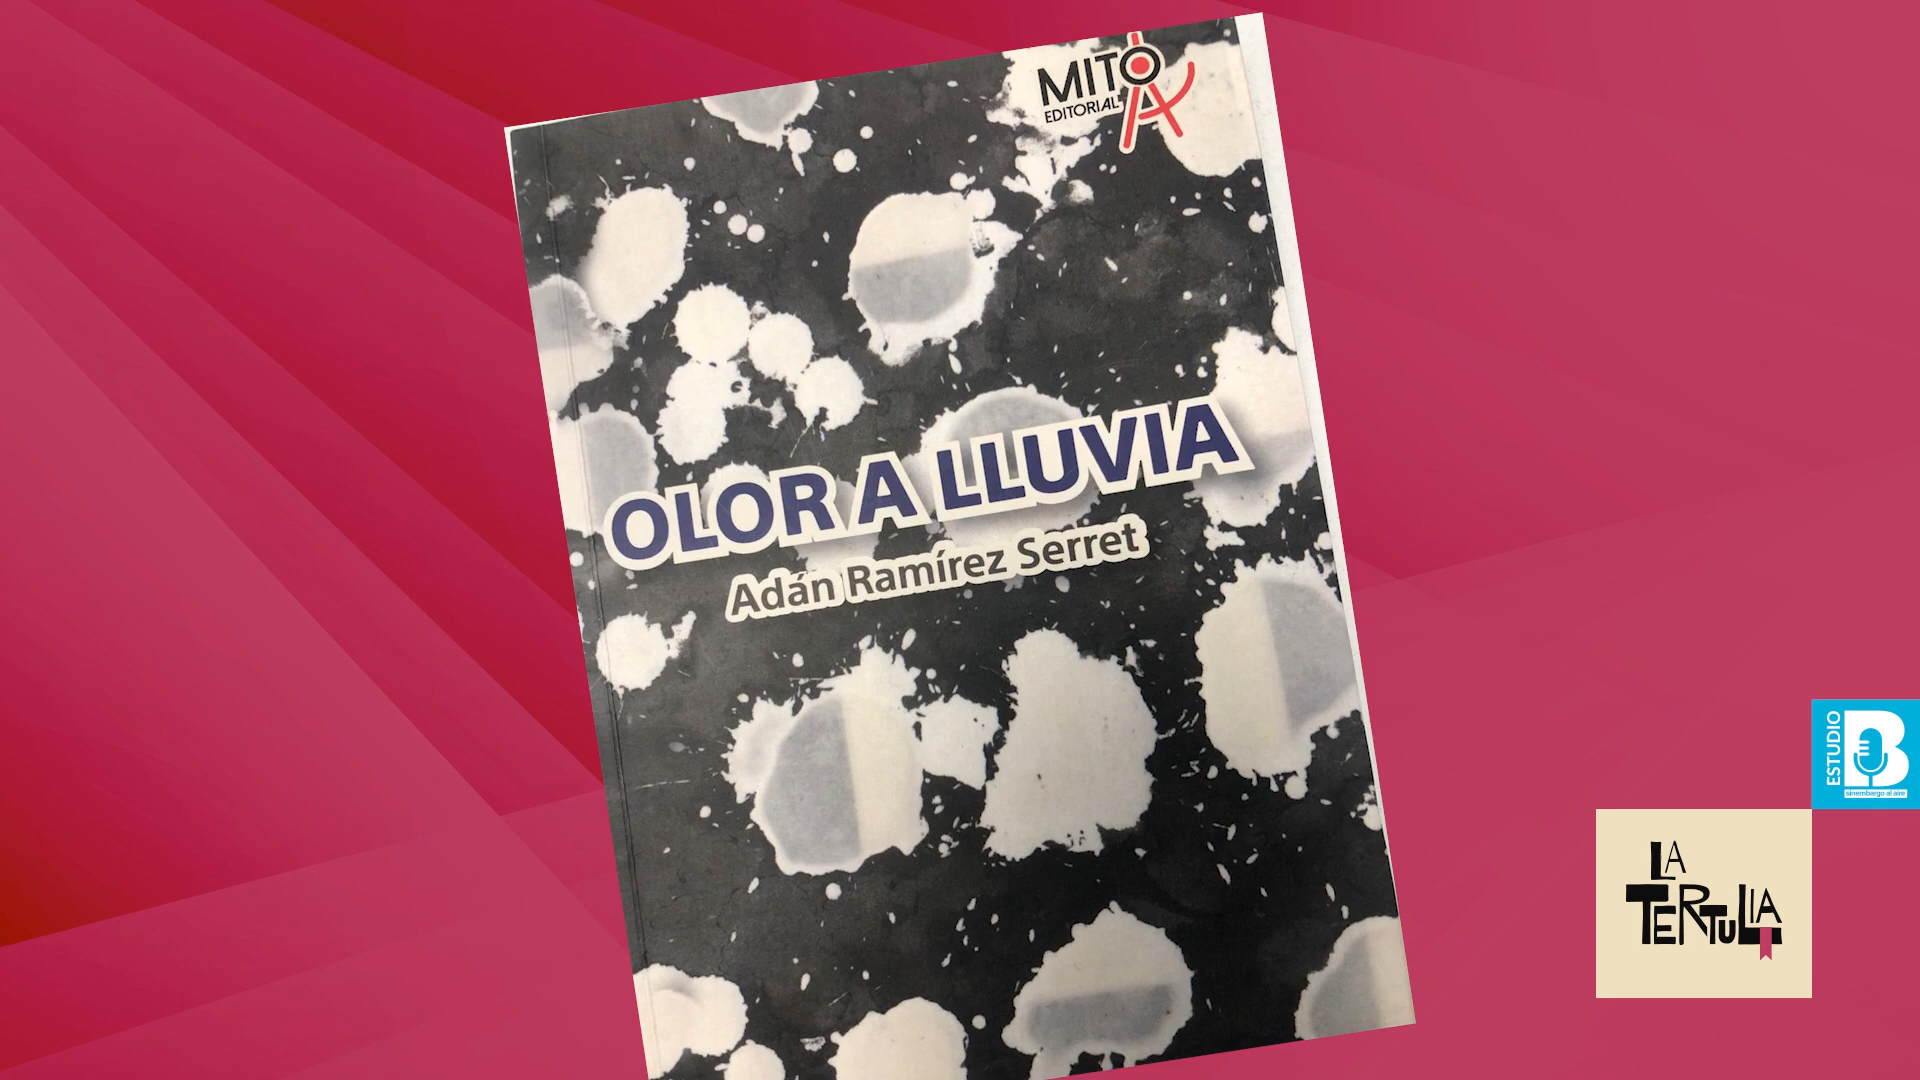 MITO
EDITORIAL
OLOR A LLUVIA
Adán Ramírez Serret
ESTUDIO
B
sinembargo al aire
LA
TERTULIA